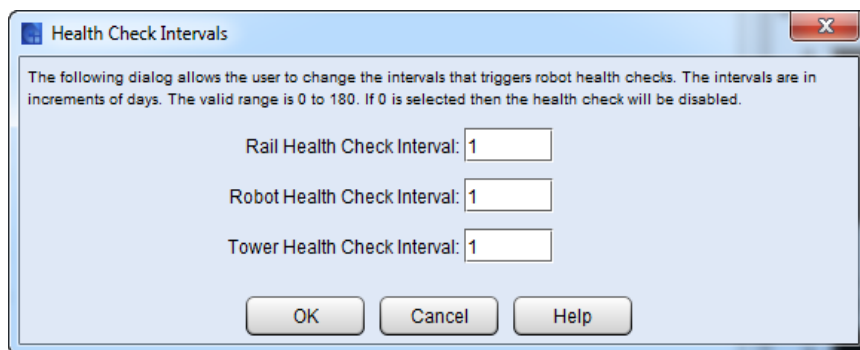 Health Check Intervals
The following dialog allows the user to change the intervals that triggers robot health checks. The intervals are in
increments of days. The valid range is 0 to 180. If 0 is selected then the health check will be disabled.
Rail Health Check Interval: 1
Robot Health Check Interval: 1
Tower Health Check Interval: 1
OK Cancel Help